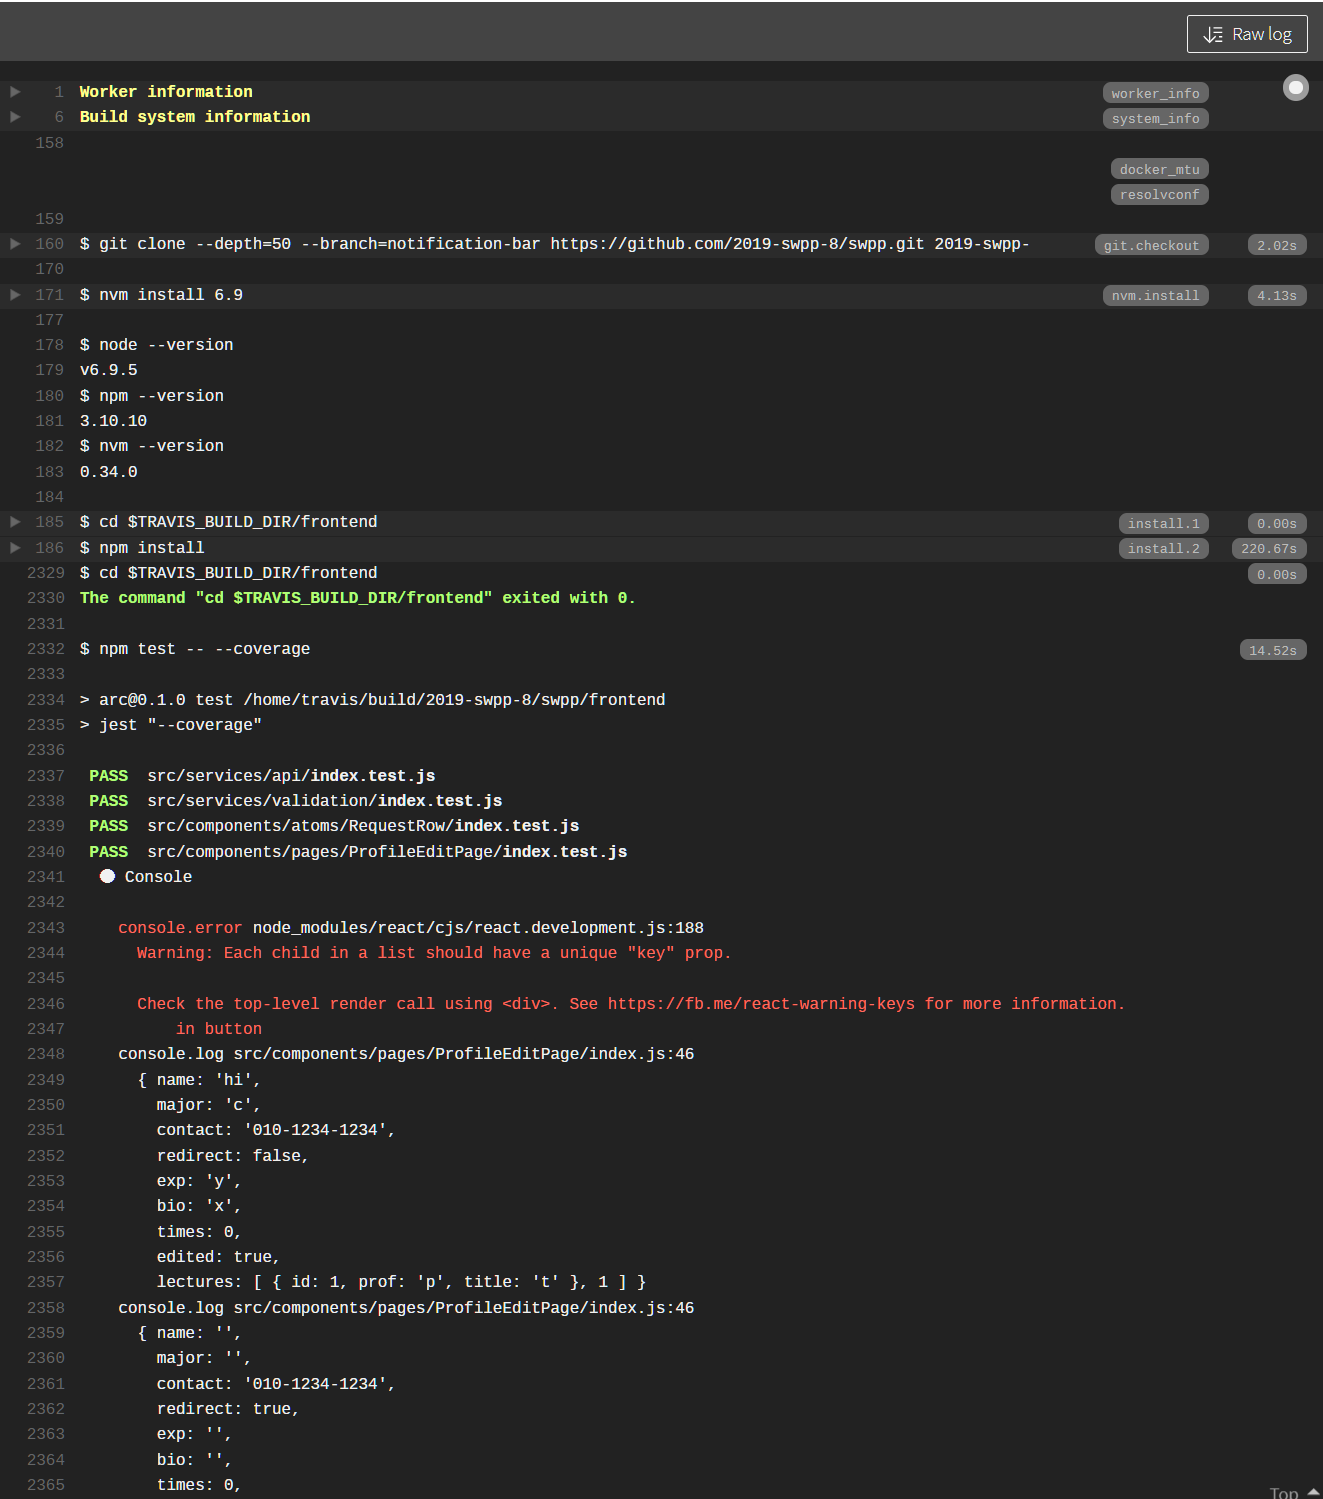 Raw log
1 Worker information worker_info
6 Build system information system_info
158
docker_mtu
resolvconf
159
160 $ git clone --depth=50 --branch=notification-bar https://github.com/2019-swpp-8/swpp.git 2019-swpp- git.checkout 2.02s
170
171 $ nvm install 6.9 nvm.install 4.13s
177
178 $ node --version
179 v6.9.5
180 $ npm --version
181 3.10.10
182 $ nvm --version
183 0.34.0
184
185 $ cd $TRAVIS_BUILD_DIR/frontend install.1 0.00s
186 $ npm install install.2 220.67s
2329 $ cd $TRAVIS_BUILD_DIR/frontend 0.00s
2330 The command "cd $TRAVIS_BUILD_DIR/frontend" exited with 0.
2331
2332 $ npm test -- --coverage 14.52s
2333
2334 > arc@0.1.0 test /home/travis/build/2019-swpp-8/swpp/frontend
2335 > jest "--coverage"
2336
2337 PASS src/services/api/index.test.js
2338 PASS src/services/validation/index.test.js
2339 PASS src/components/atoms/RequestRow/index.test.js
2340 PASS src/components/pages/ProfileEditPage/index.test.js
2341 ● Console
2342
2343 console.error node_modules/react/cjs/react.development.js:188
2344 Warning: Each child in a list should have a unique "key" prop.
2345
2346 Check the top-level render call using <div>. See https://fb.me/react-warning-keys for more information.
2347 in button
2348 console.log src/components/pages/ProfileEditPage/index.js:46
2349 { name: 'hi',
2350 major: 'c',
2351 contact: '010-1234-1234',
2352 redirect: false,
2353 exp: 'y',
2354 bio: 'x',
2355 times: 0,
2356 edited: true,
2357 lectures: [ { id: 1, prof: 'p', title: 't' }, 1 ] }
2358 console.log src/components/pages/ProfileEditPage/index.js:46
2359 { name: '',
2360 major: '',
2361 contact: '010-1234-1234',
2362 redirect: true,
2363 exp: '',
2364 bio: '',
2365 times: 0,
Top